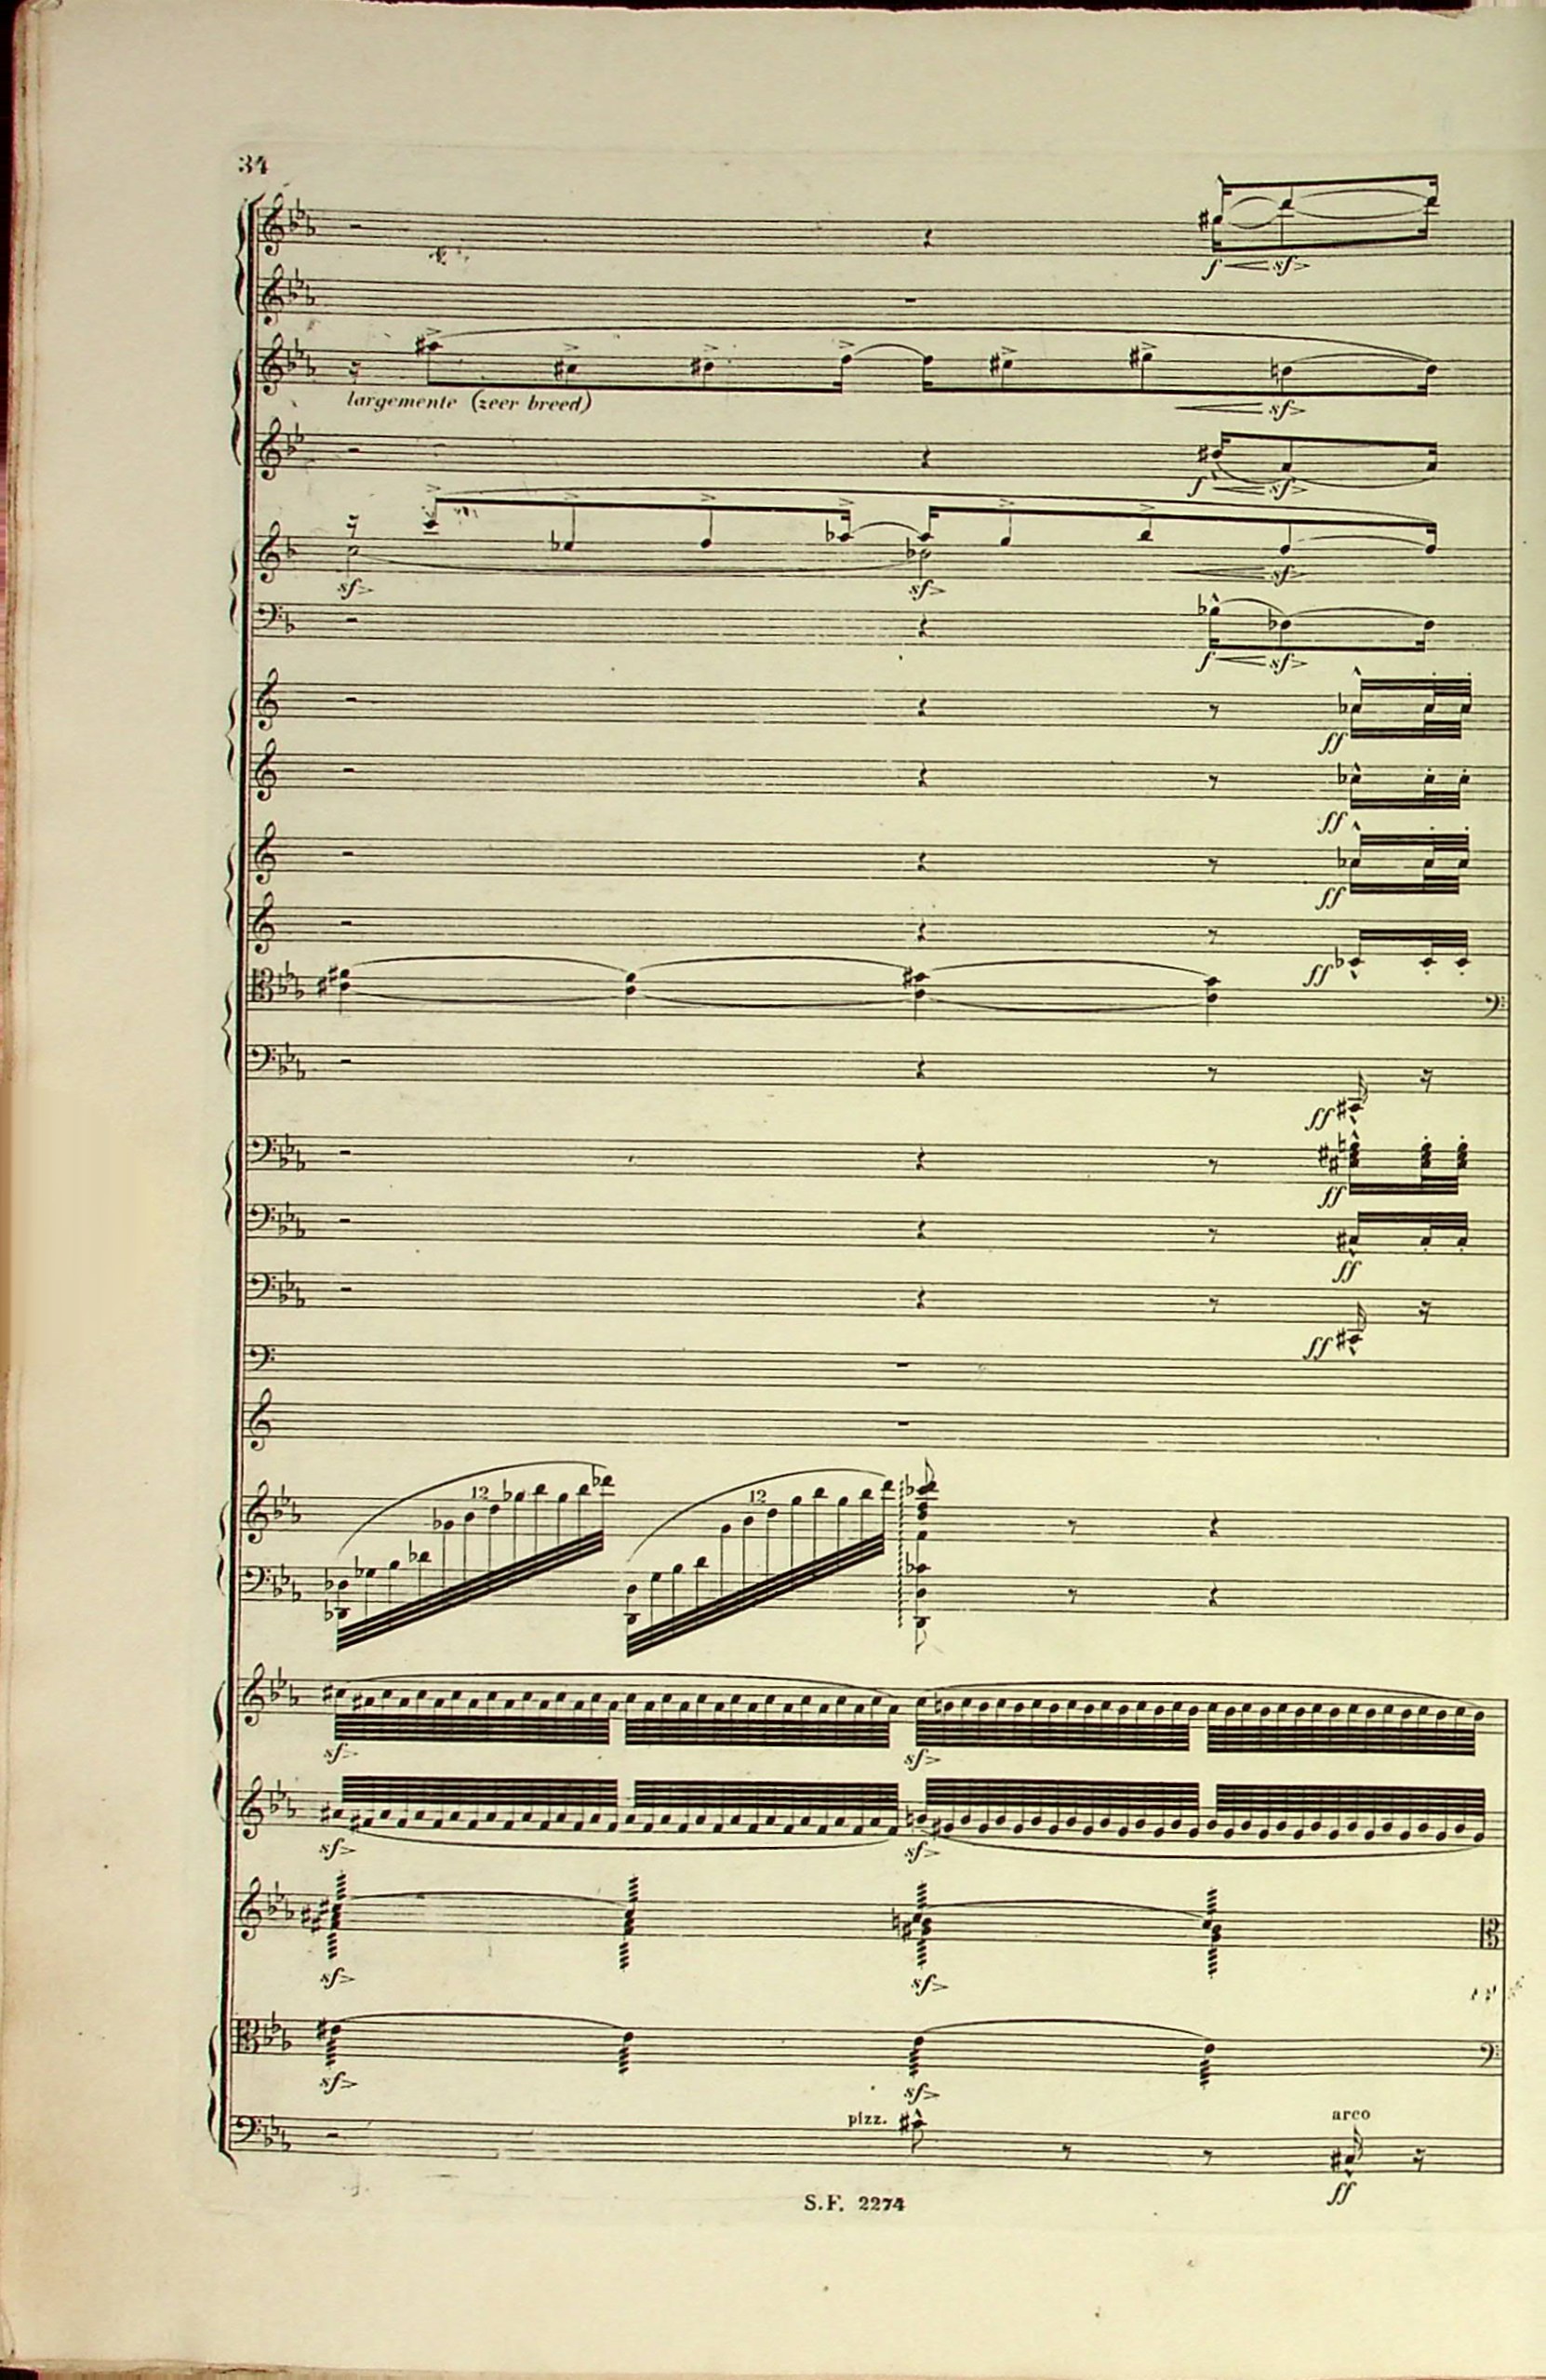 34
f sf
largemente (zeer breed)
sf
f sf
sf sf sf
f sf
ff
ff
ff
ff
ff
ff
ff
ff
12 12
sf sf
sf sf
sf sf
sf sf
pizz. arco
ff
S.F. 2274